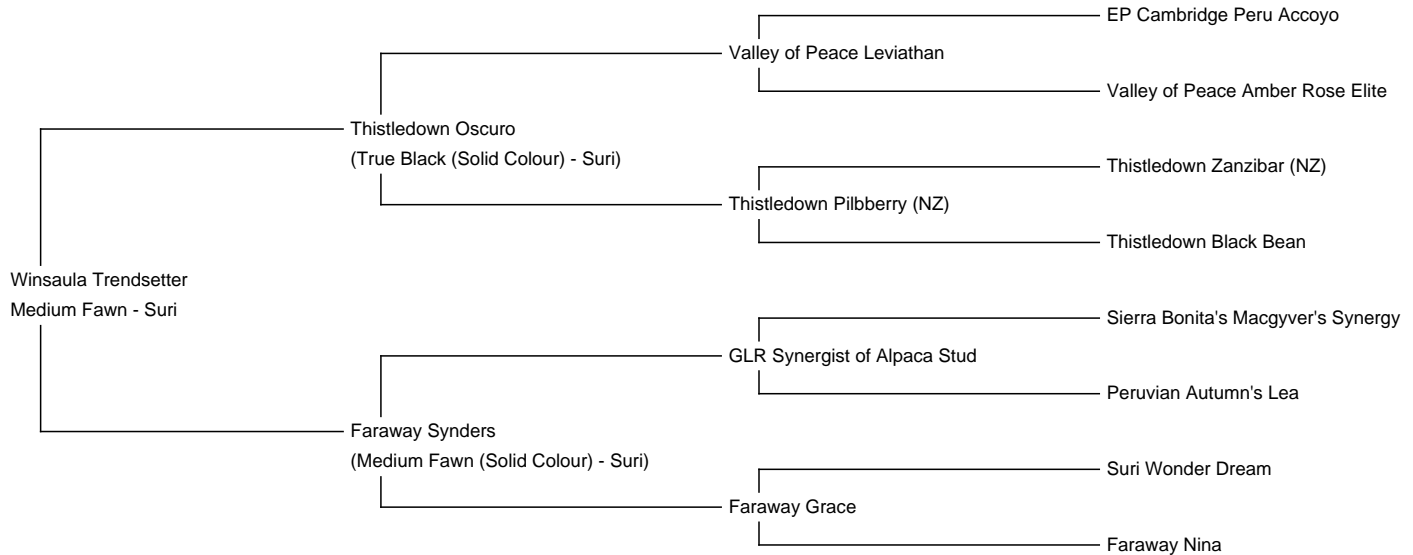 EP Cambridge Peru Accoyo
Valley of Peace Leviathan
Valley of Peace Amber Rose Elite
Thistledown Oscuro
(True Black (Solid Colour) - Suri)
Thistledown Zanzibar (NZ)
Thistledown Pilbberry (NZ)
Thistledown Black Bean
Winsaula Trendsetter
Medium Fawn - Suri
Sierra Bonita's Macgyver's Synergy
GLR Synergist of Alpaca Stud
Peruvian Autumn's Lea
Faraway Synders
(Medium Fawn (Solid Colour) - Suri)
Suri Wonder Dream
Faraway Grace
Faraway Nina